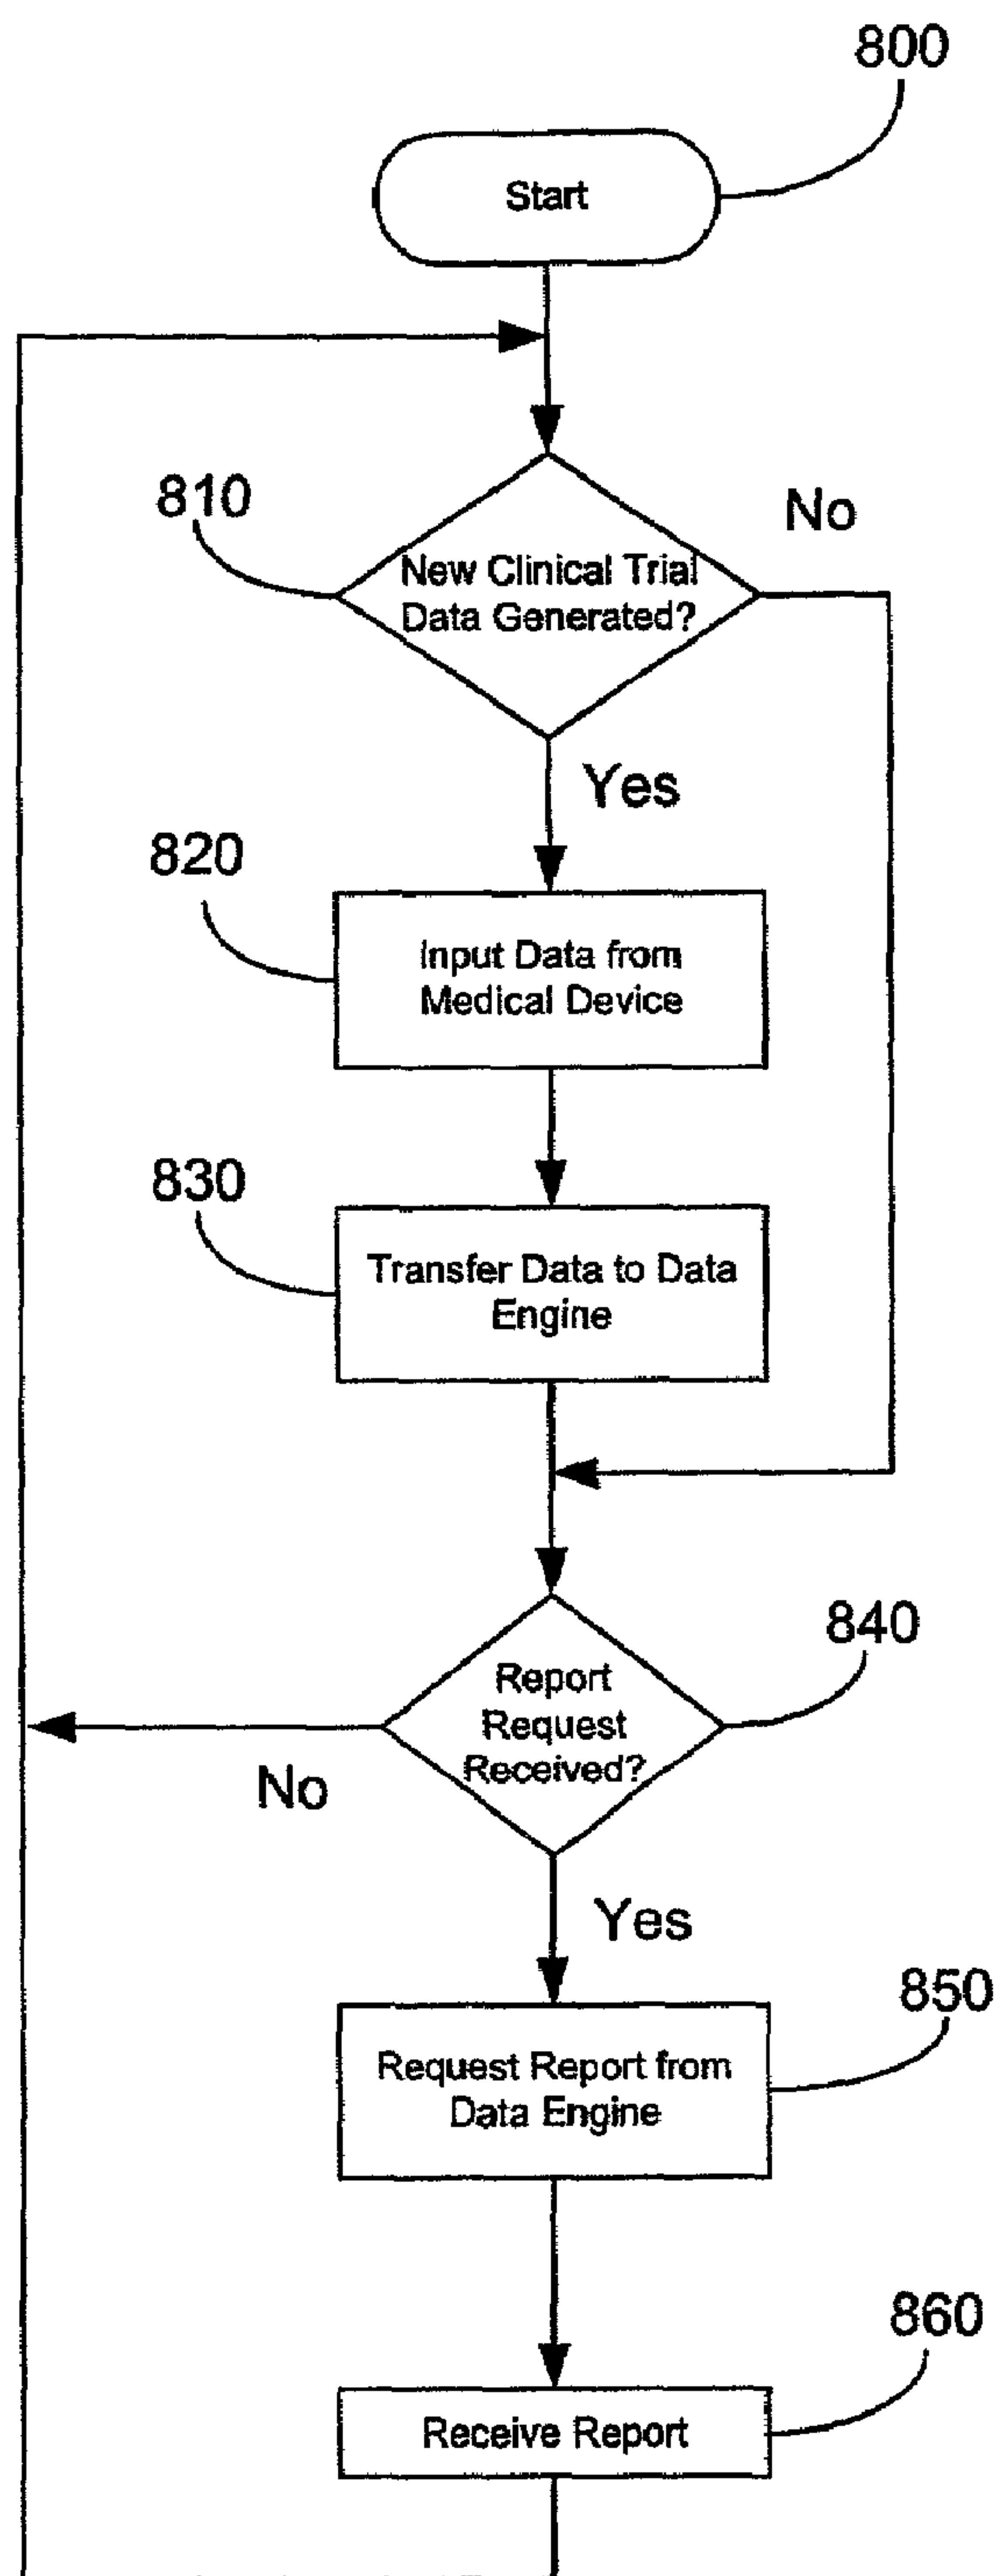 800
Start
810
No
New Clinical Trial
Data Generated?
Yes
820
Input Data from
Medical Device
830
Transfer Data to Data
Engine
840
Report
Request
Received?
No
Yes
850
Request Report from
Data Engine
860
Receive Report